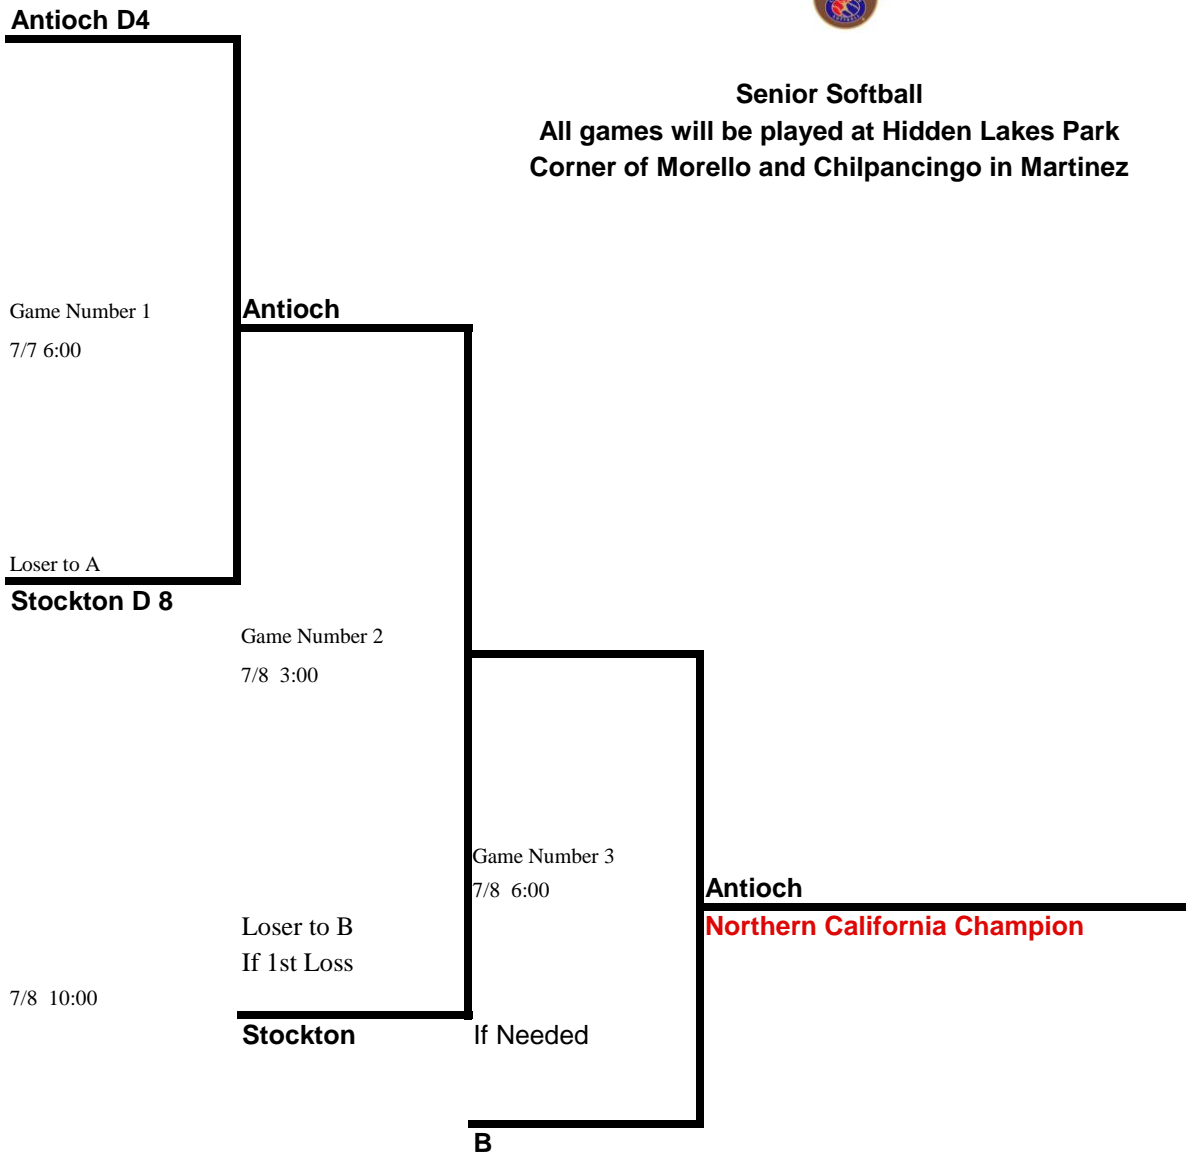 Antioch D4
Senior Softball
All games will be played at Hidden Lakes Park
Corner of Morello and Chilpancingo in Martinez
Game Number 1
Antioch
7/7 6:00
Loser to A
Stockton D 8
Game Number 2
7/8 3:00
Game Number 3
7/8 6:00
Antioch
Northern California Champion
Loser to B
If 1st Loss
7/8 10:00
Stockton
If Needed
B